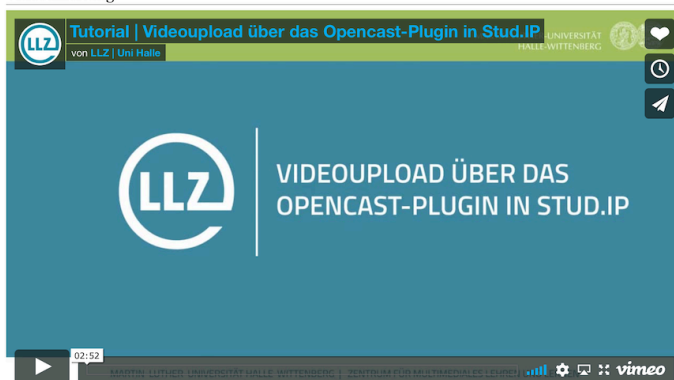 LLZ
Tutorial | Videoupload über das Opencast-Plugin in Stud.IP
von LLZ | Uni Halle
UNIVERSITÄT
HALLE-WITTENBERG
LLZ
VIDEOUPLOAD ÜBER DAS
OPENCAST-PLUGIN IN STUD.IP
02:52
MARTIN-LUTHER-UNIVERSITÄT HALLE-WITTENBERG | ZENTRUM FÜR MULTIMEDIALES LEHREN
vimeo